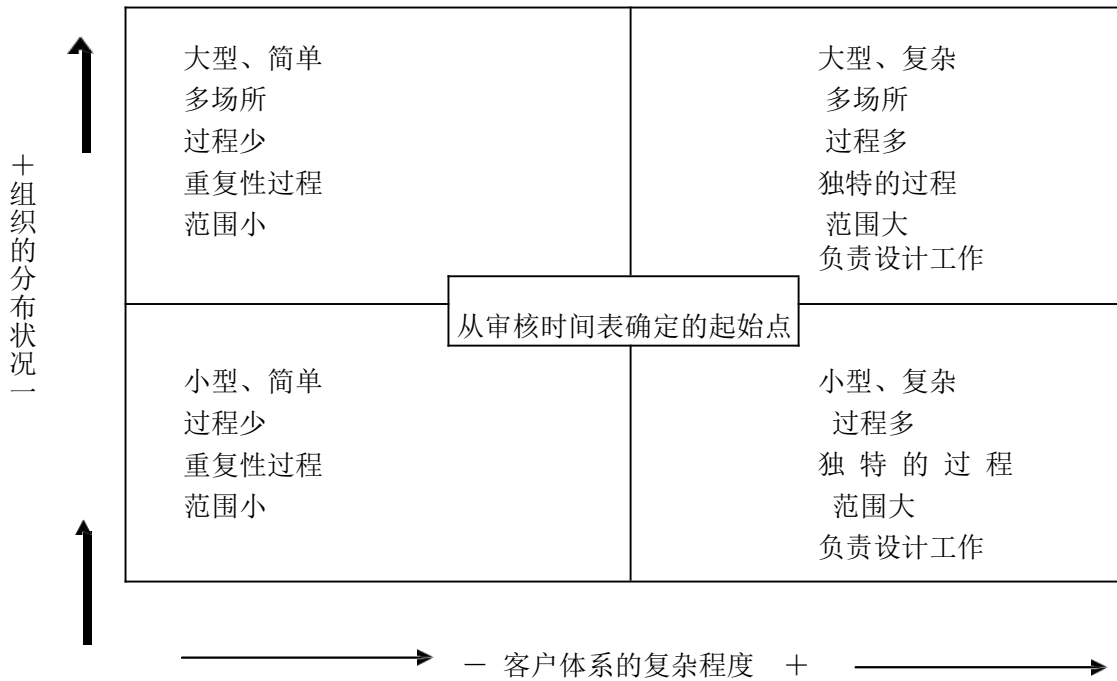 大型、简单
多场所
过程少
重复性过程
范围小
大型、复杂
多场所
过程多
独特的过程
范围大
负责设计工作
＋组织的分布状况－
从审核时间表确定的起始点
小型、简单
过程少
重复性过程
范围小
小型、复杂
过程多
独 特 的 过 程
范围大
负责设计工作
－ 客户体系的复杂程度 ＋